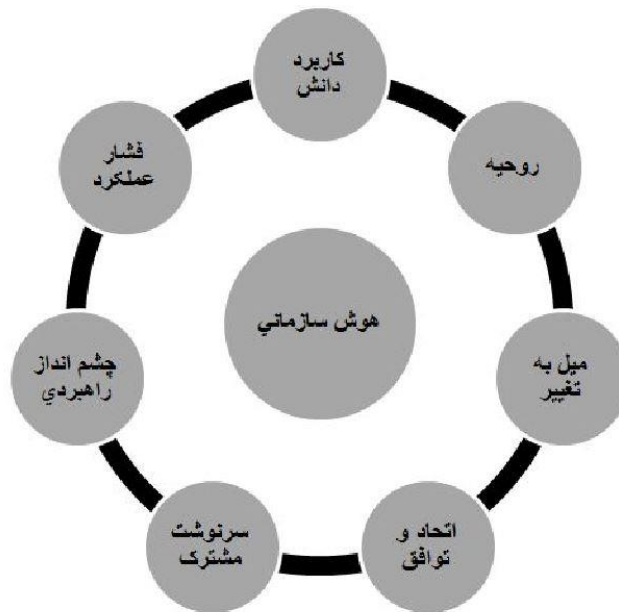 کاربرد
دانش
روحیه
فشار
عملکرد
هوش سازماني
میل به
تغییر
چشم انداز
راهبردي
اتحاد و
توافق
سرنوشت
مشترک